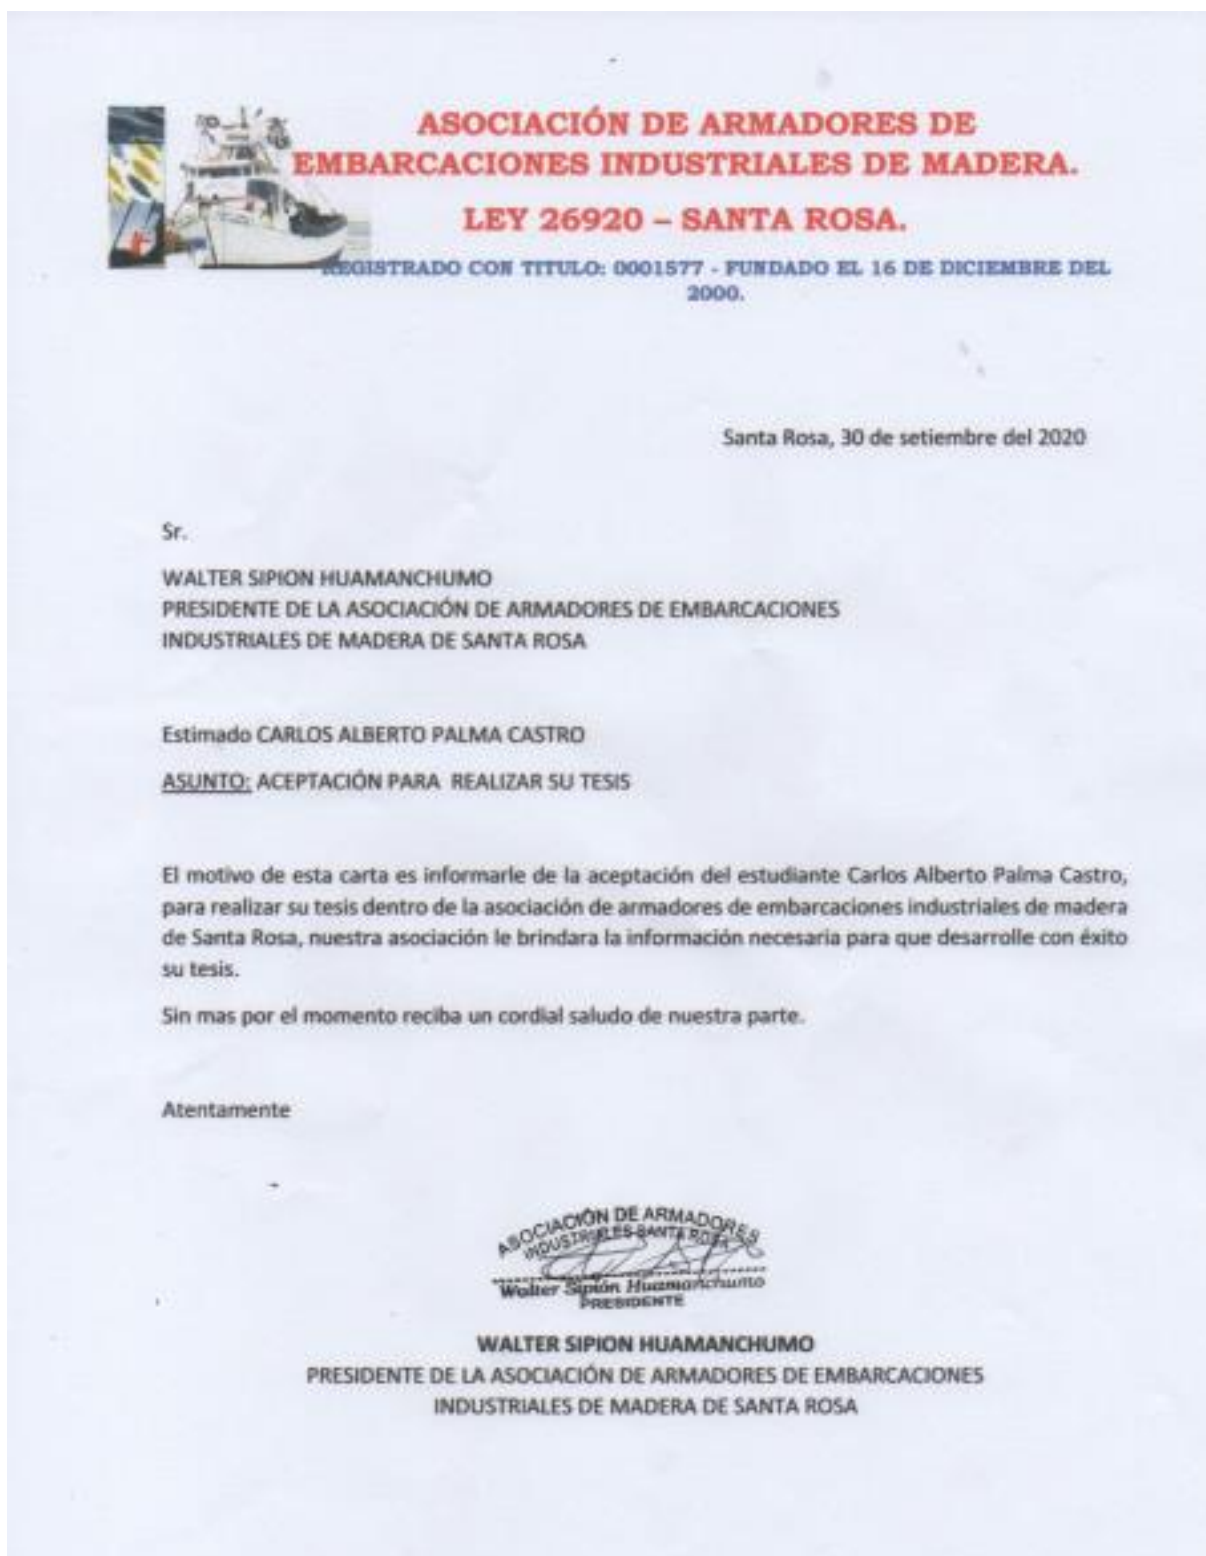 ASOCIACIÓN DE ARMADORES DE
EMBARCACIONES INDUSTRIALES DE MADERA.
LEY 26920 – SANTA ROSA.
REGISTRADO CON TITULO: 0001577 - FUNDADO EL 16 DE DICIEMBRE DEL
2000.
Santa Rosa, 30 de setiembre del 2020
Sr.
WALTER SIPION HUAMANCHUMO
PRESIDENTE DE LA ASOCIACIÓN DE ARMADORES DE EMBARCACIONES
INDUSTRIALES DE MADERA DE SANTA ROSA
Estimado CARLOS ALBERTO PALMA CASTRO
ASUNTO: ACEPTACIÓN PARA REALIZAR SU TESIS
El motivo de esta carta es informarle de la aceptación del estudiante Carlos Alberto Palma Castro,
para realizar su tesis dentro de la asociación de armadores de embarcaciones industriales de madera
de Santa Rosa, nuestra asociación le brindara la información necesaria para que desarrolle con éxito
su tesis.
Sin mas por el momento reciba un cordial saludo de nuestra parte.
Atentamente
ASOCIACIÓN DE ARMADORES
INDUSTRIALES SANTA ROSA
Walter Sipión Huamanchumo
PRESIDENTE
WALTER SIPION HUAMANCHUMO
PRESIDENTE DE LA ASOCIACIÓN DE ARMADORES DE EMBARCACIONES
INDUSTRIALES DE MADERA DE SANTA ROSA